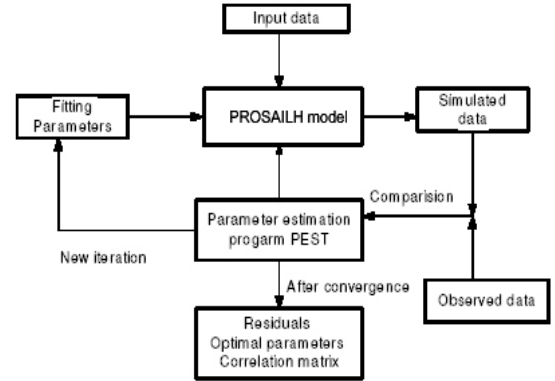 Input data
Fitting
Parameters
PROSAILH model
Simulated
data
Comparision
Parameter estimation
progarm PEST
New iteration
After convergence
Observed data
Residuals
Optimal parameters
Correlation matrix